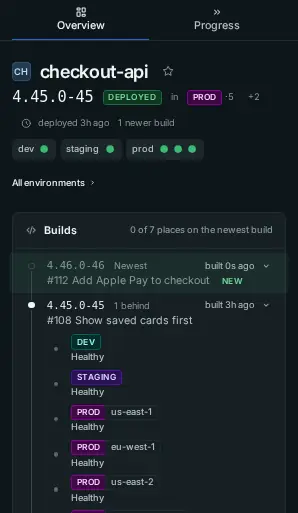 Overview
Progress
CH checkout-api
4.45.0-45 DEPLOYED in PROD ·5 +2
deployed 3h ago 1 newer build
dev
staging
prod
All environments
Builds 0 of 7 places on the newest build
4.46.0-46 Newest built 0s ago
#112 Add Apple Pay to checkout NEW
4.45.0-45 1 behind built 3h ago
#108 Show saved cards first
DEV
Healthy
STAGING
Healthy
PROD us-east-1
Healthy
PROD eu-west-1
Healthy
PROD us-east-2
Healthy